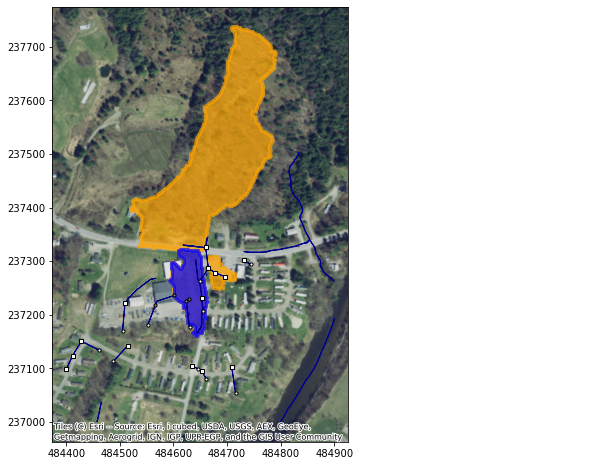 237700
237600
237500
237400
237300
237200
237100
237000
Tiles (C) Esri -- Source: Esri, i-cubed, USDA, USGS, AEX, GeoEye,
Getmapping, Aerogrid, IGN, IGP, UPR-EGP, and the GIS User Community
484400 484500 484600 484700 484800 484900